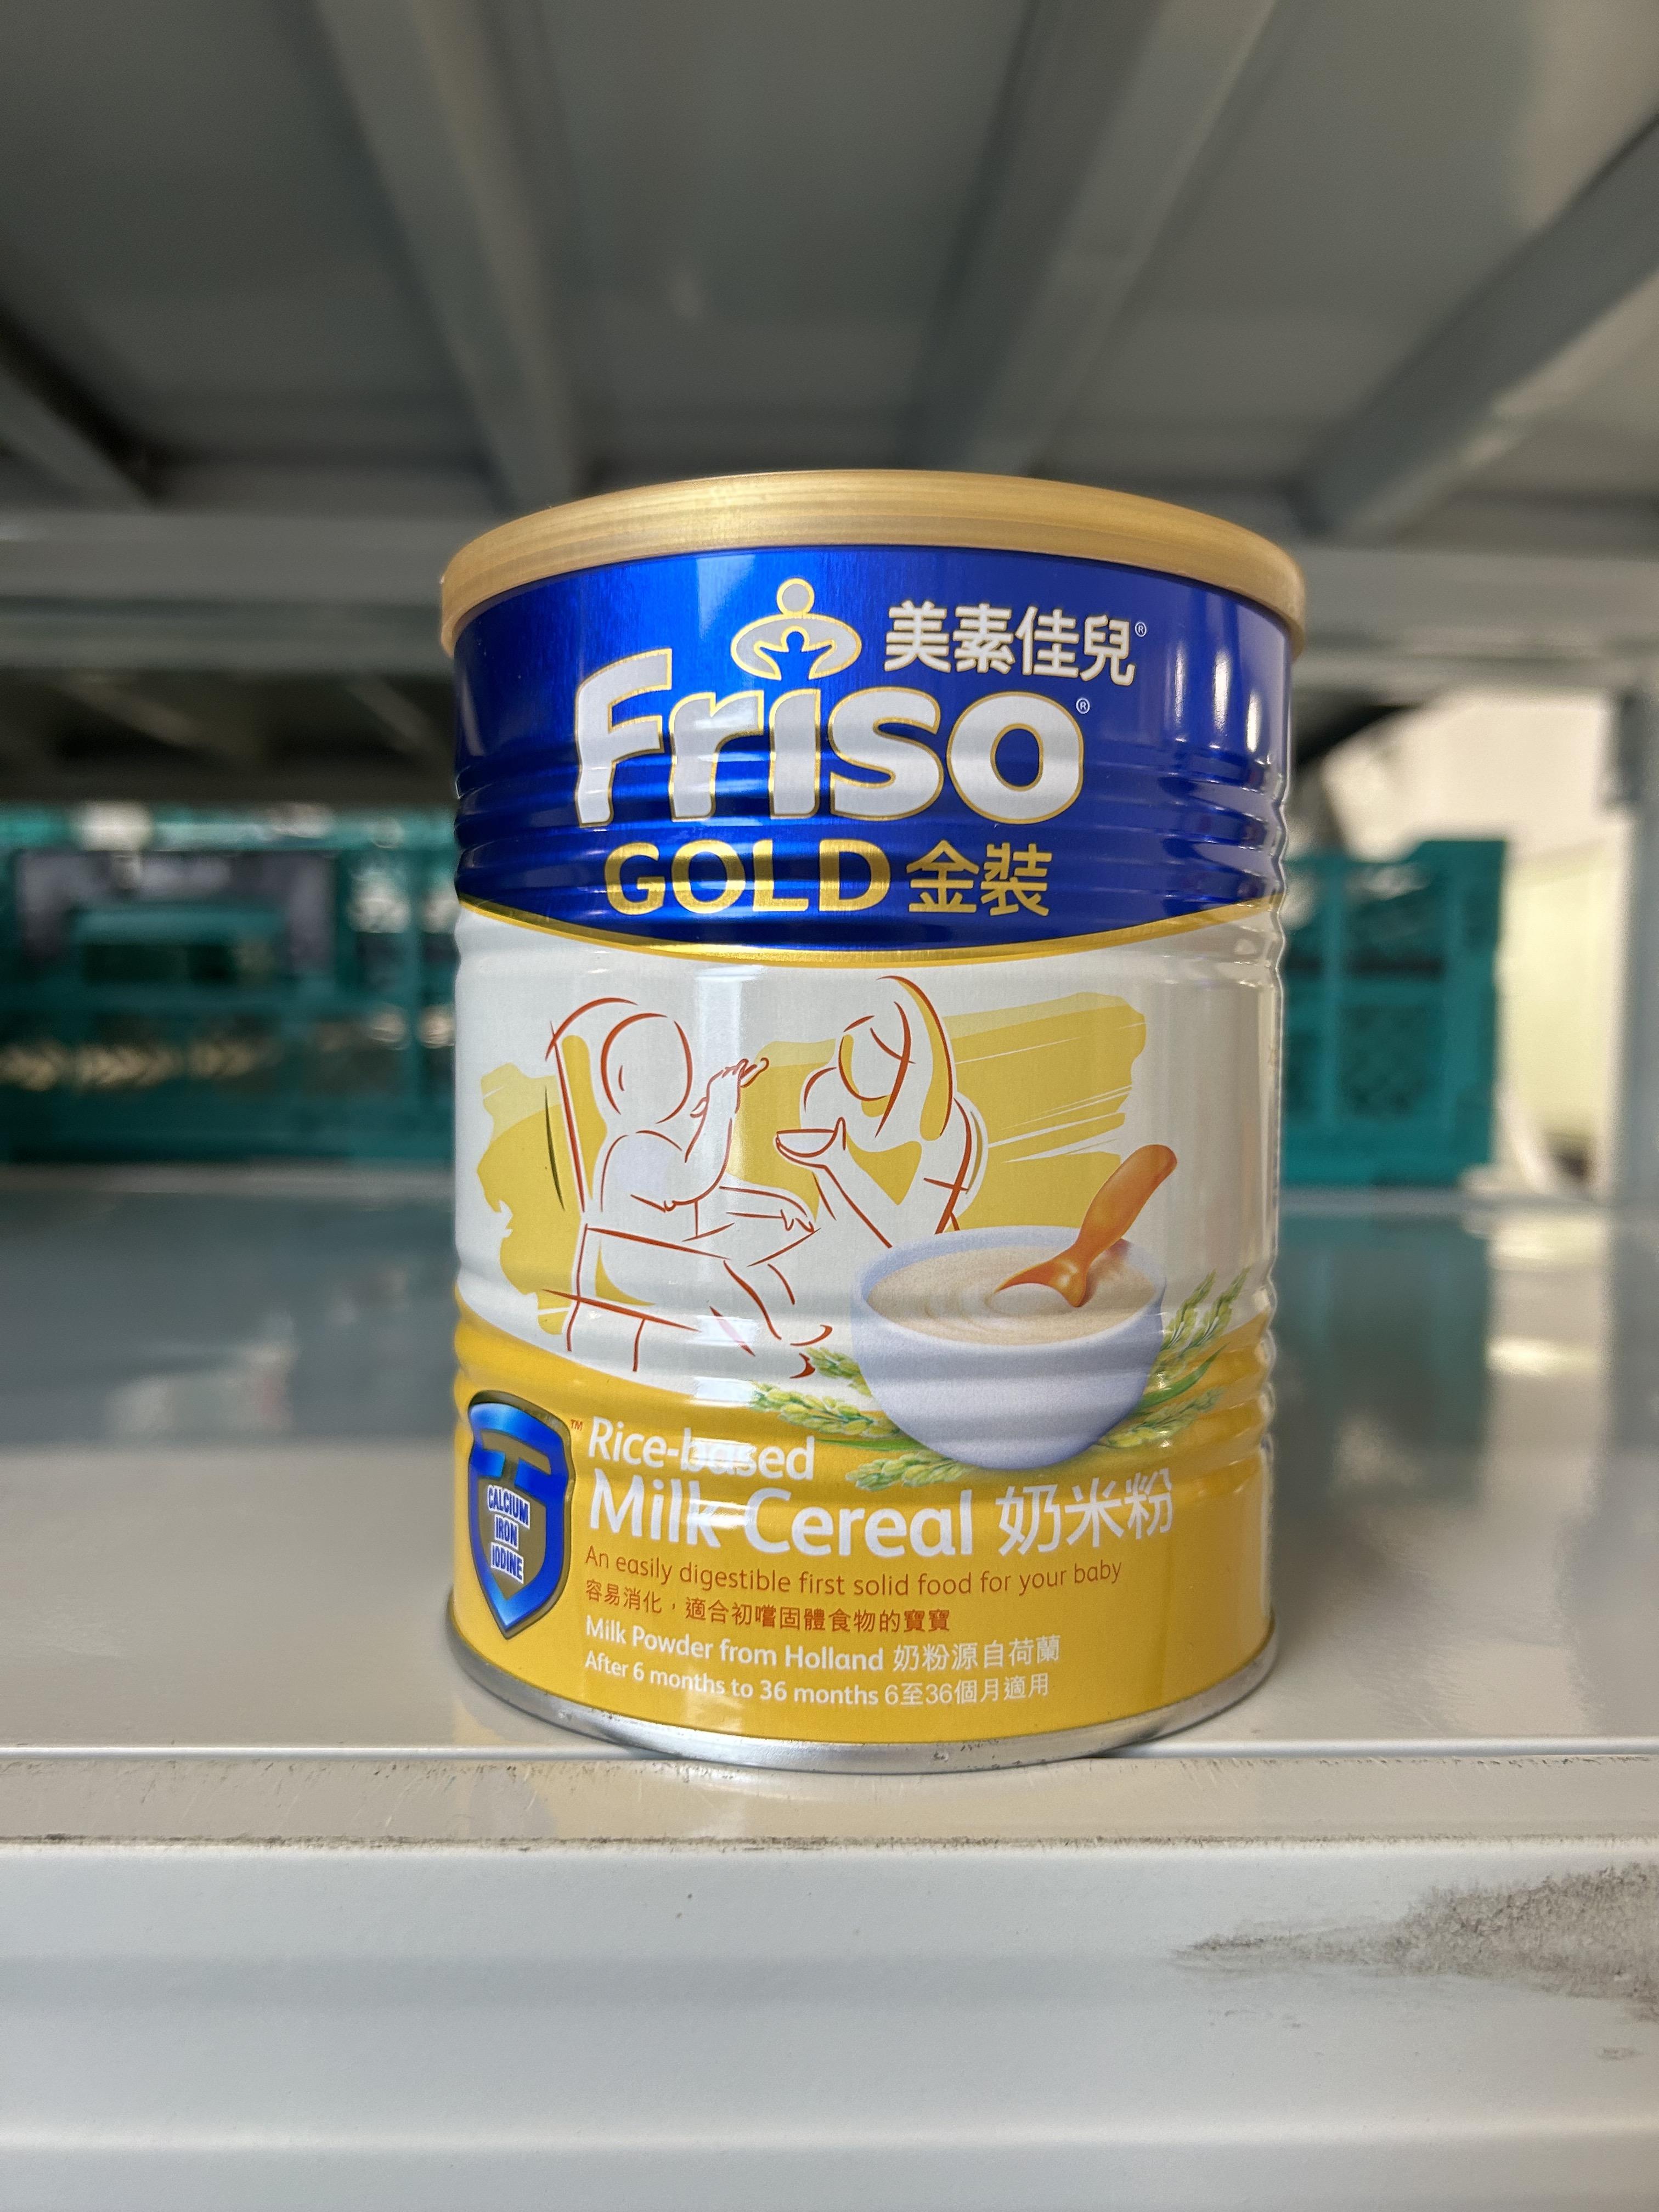 美素佳兒®
Friso®
GOLD 金裝
™
CALCIUM
IRON
IODINE
Rice-based
Milk Cereal 奶米粉
An easily digestible first solid food for your baby
容易消化，適合初嚐固體食物的寶寶
Milk Powder from Holland 奶粉源自荷蘭
After 6 months to 36 months 6至36個月適用